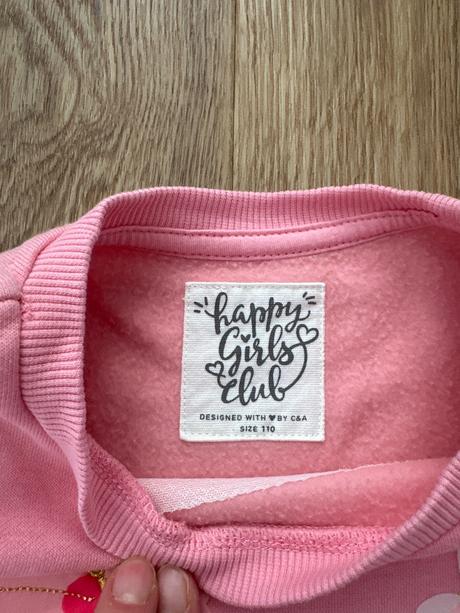 happy
Girls
club
DESIGNED WITH ♥ BY C&A
SIZE 110